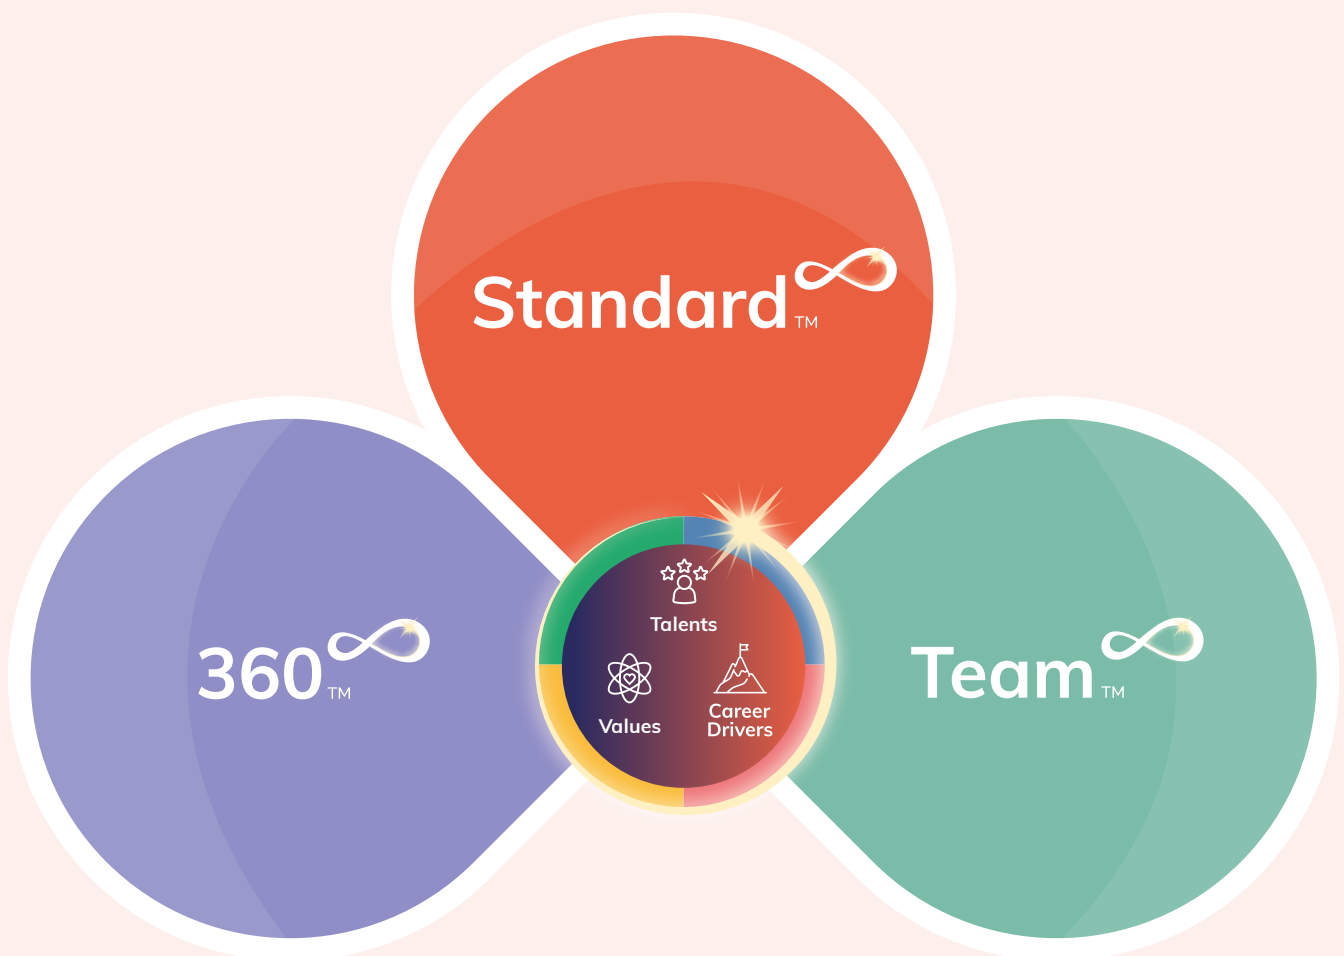 Standard™
360™
Team™
Talents
Values
Career
Drivers